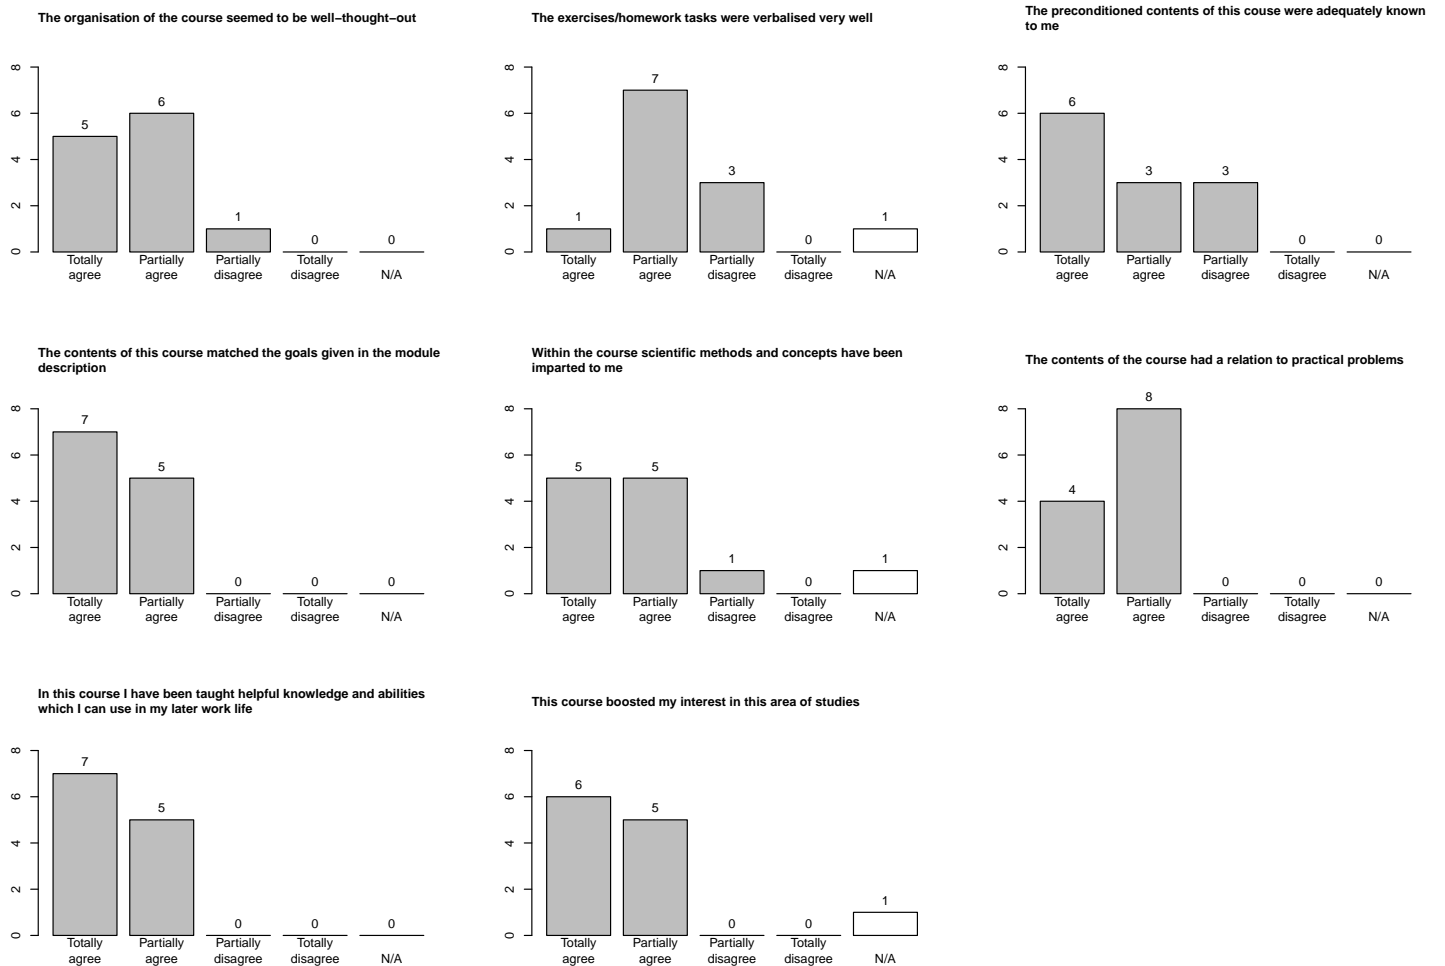 The organisation of the course seemed to be well−thought−out
8
6
4
2
0
5
6
1
0
0
Totally agree
Partially agree
Partially disagree
Totally disagree
N/A
The exercises/homework tasks were verbalised very well
8
6
4
2
0
1
7
3
0
1
Totally agree
Partially agree
Partially disagree
Totally disagree
N/A
The preconditioned contents of this couse were adequately known
to me
8
6
4
2
0
6
3
3
0
0
Totally agree
Partially agree
Partially disagree
Totally disagree
N/A
The contents of this course matched the goals given in the module
description
8
6
4
2
0
7
5
0
0
0
Totally agree
Partially agree
Partially disagree
Totally disagree
N/A
Within the course scientific methods and concepts have been
imparted to me
8
6
4
2
0
5
5
1
0
1
Totally agree
Partially agree
Partially disagree
Totally disagree
N/A
The contents of the course had a relation to practical problems
8
6
4
2
0
4
8
0
0
0
Totally agree
Partially agree
Partially disagree
Totally disagree
N/A
In this course I have been taught helpful knowledge and abilities
which I can use in my later work life
8
6
4
2
0
7
5
0
0
0
Totally agree
Partially agree
Partially disagree
Totally disagree
N/A
This course boosted my interest in this area of studies
8
6
4
2
0
6
5
0
0
1
Totally agree
Partially agree
Partially disagree
Totally disagree
N/A